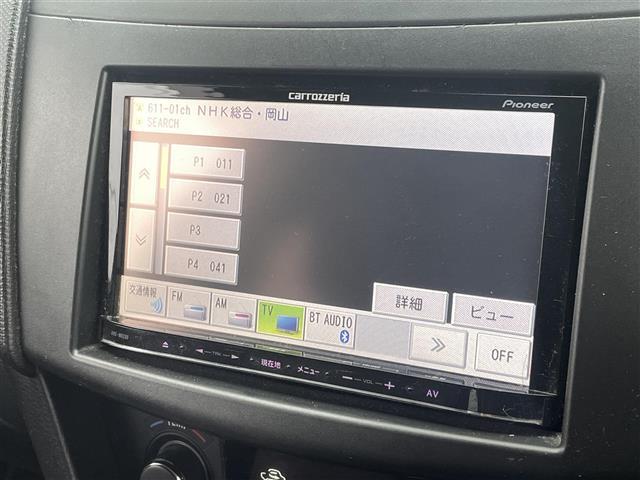 carrozzeria
Pioneer
611-01ch NHK総合・岡山
SEARCH
P1 011
P2 021
P3
P4 041
詳細
ビュー
交通情報
FM
AM
TV
BT AUDIO
OFF
TRK
現在地
メニュー
VOL
AV